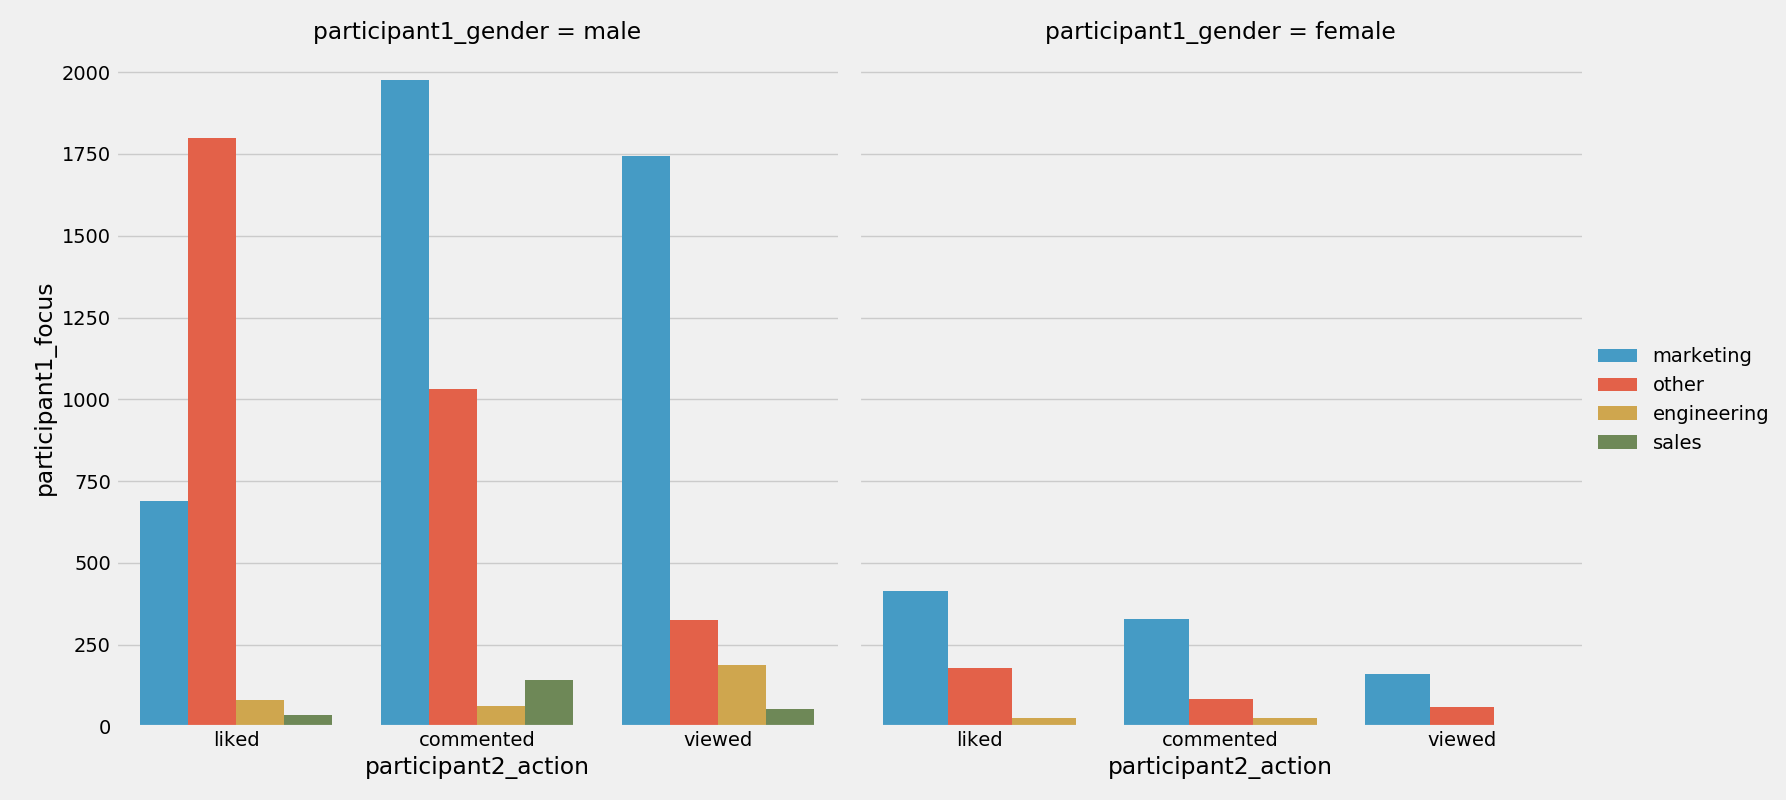 participant1_gender = male
participant1_gender = female
2000
1750
1500
1250
1000
750
500
250
0
participant1_focus
liked commented viewed
liked commented viewed
participant2_action
participant2_action
marketing
other
engineering
sales